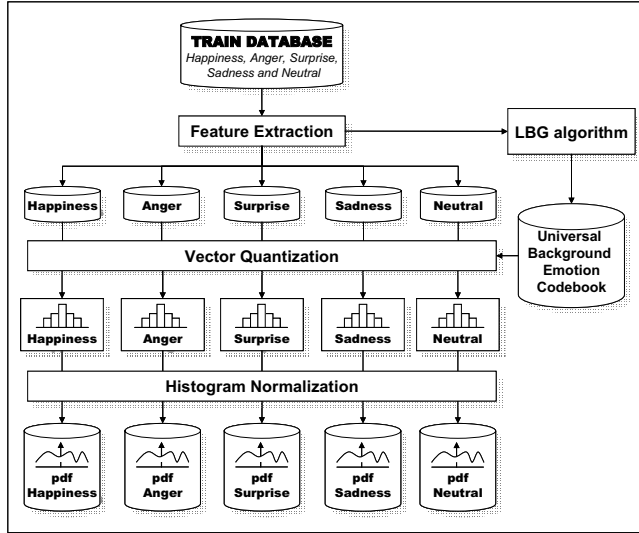 TRAIN DATABASE
Happiness, Anger, Surprise,
Sadness and Neutral
Feature Extraction
LBG algorithm
Happiness
Anger
Surprise
Sadness
Neutral
Universal
Background
Emotion
Codebook
Vector Quantization
Happiness
Anger
Surprise
Sadness
Neutral
Histogram Normalization
pdf
Happiness
pdf
Anger
pdf
Surprise
pdf
Sadness
pdf
Neutral